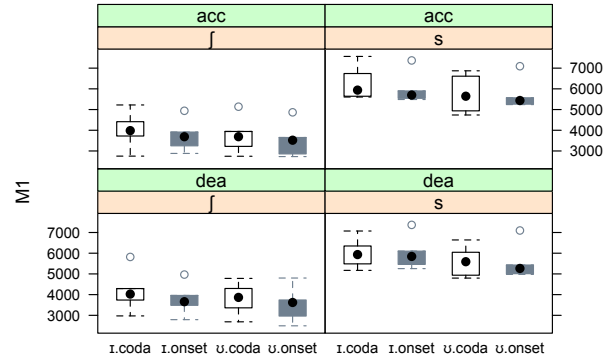 acc acc
ʃ s
7000
6000
5000
4000
3000
dea dea
ʃ s
7000
6000
5000
4000
3000
M1
ɪ.coda ɪ.onset ʊ.coda ʊ.onset ɪ.coda ɪ.onset ʊ.coda ʊ.onset